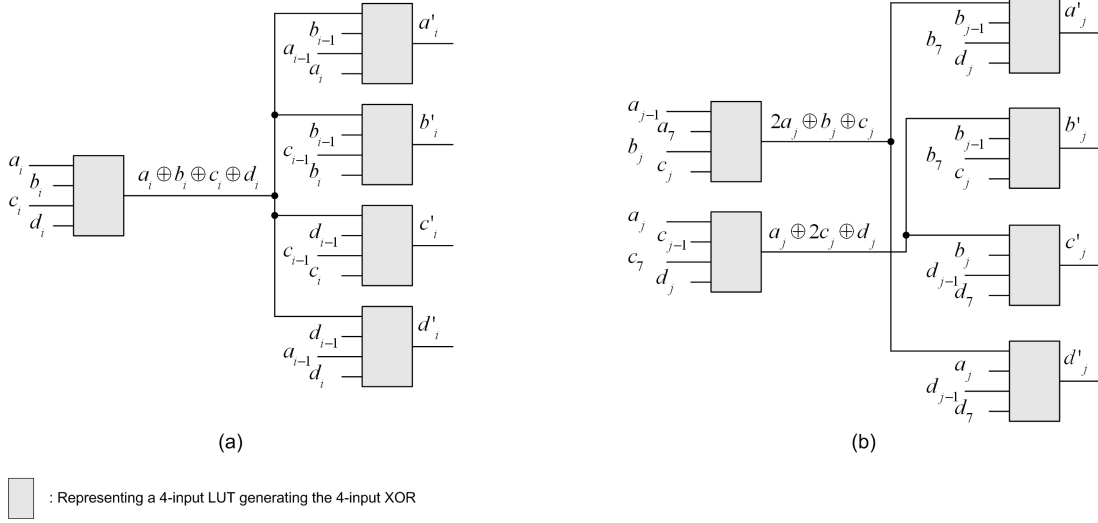 a'_i
b_{i–1}
a_{i–1}
a_i
b'_i
b_{i–1}
c_{i–1}
b_i
a_i
b_i
c_i
d_i
a_i ⊕ b_i ⊕ c_i ⊕ d_i
c'_i
d_{i–1}
c_{i–1}
c_i
d'_i
d_{i–1}
a_{i–1}
d_i
(a)
a'_j
b_{j–1}
b_7
d_j
a_{j–1}
a_7
b_j
c_j
2a_j ⊕ b_j ⊕ c_j
b'_j
b_{j–1}
b_7
c_j
a_j
c_{j–1}
c_7
d_j
a_j ⊕ 2c_j ⊕ d_j
c'_j
b_j
d_{j–1}
d_7
d'_j
a_j
d_{j–1}
d_7
(b)
: Representing a 4-input LUT generating the 4-input XOR